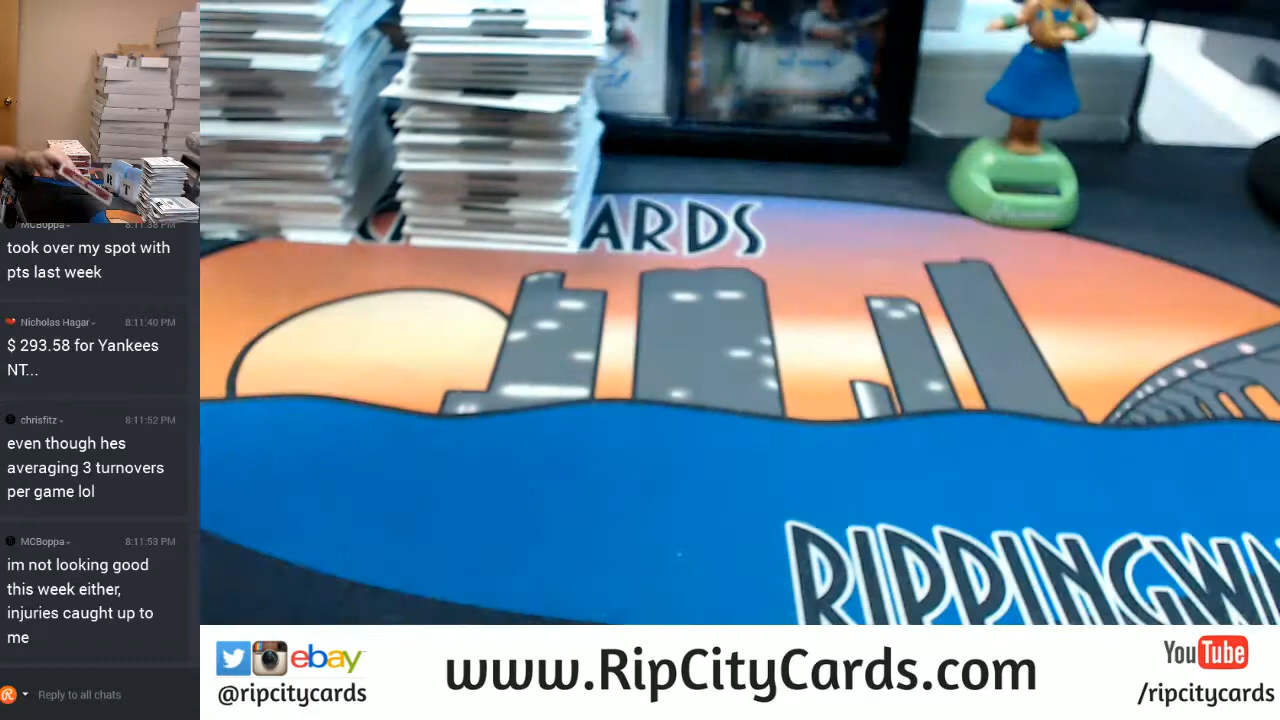 MCBoppa 8:11:38 PM
took over my spot with
pts last week
Nicholas Hagar 8:11:40 PM
$ 293.58 for Yankees
NT...
chrisfitz 8:11:52 PM
even though hes
averaging 3 turnovers
per game lol
MCBoppa 8:11:53 PM
im not looking good
this week either,
injuries caught up to
me
Reply to all chats
CARDS
RIPPINGW
ebay
@ripcitycards
www.RipCityCards.com
YouTube
/ripcitycards